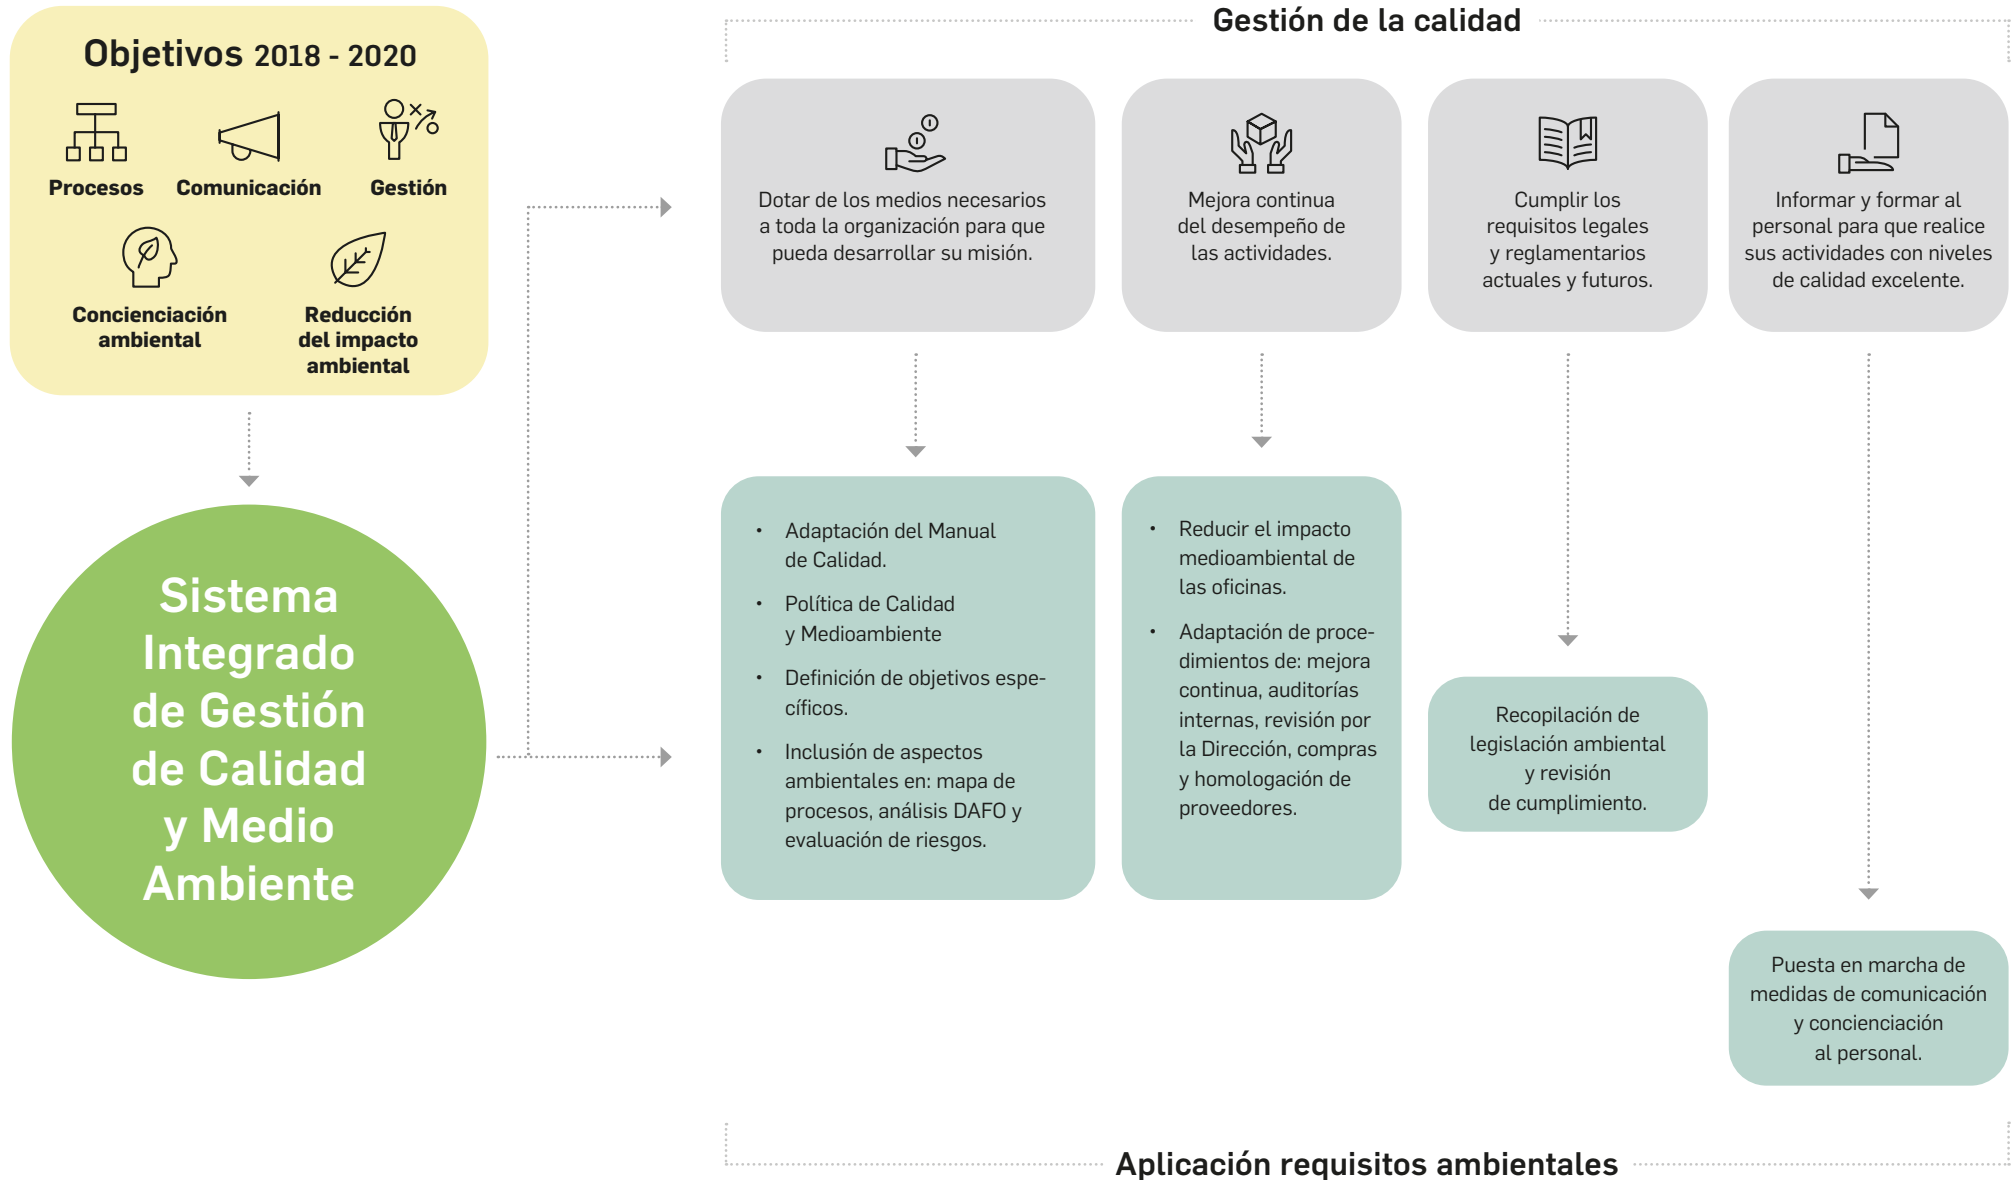 Objetivos 2018 - 2020
Procesos
Comunicación
Gestión
Concienciación
ambiental
Reducción
del impacto
ambiental
Sistema
Integrado
de Gestión
de Calidad
y Medio
Ambiente
Gestión de la calidad
Dotar de los medios necesarios
a toda la organización para que
pueda desarrollar su misión.
Mejora continua
del desempeño de
las actividades.
Cumplir los
requisitos legales
y reglamentarios
actuales y futuros.
Informar y formar al
personal para que realice
sus actividades con niveles
de calidad excelente.
• Adaptación del Manual
de Calidad.
• Política de Calidad
y Medioambiente
• Definición de objetivos espe-
cíficos.
• Inclusión de aspectos
ambientales en: mapa de
procesos, análisis DAFO y
evaluación de riesgos.
• Reducir el impacto
medioambiental de
las oficinas.
• Adaptación de proce-
dimientos de: mejora
continua, auditorías
internas, revisión por
la Dirección, compras
y homologación de
proveedores.
Recopilación de
legislación ambiental
y revisión
de cumplimiento.
Puesta en marcha de
medidas de comunicación
y concienciación
al personal.
Aplicación requisitos ambientales